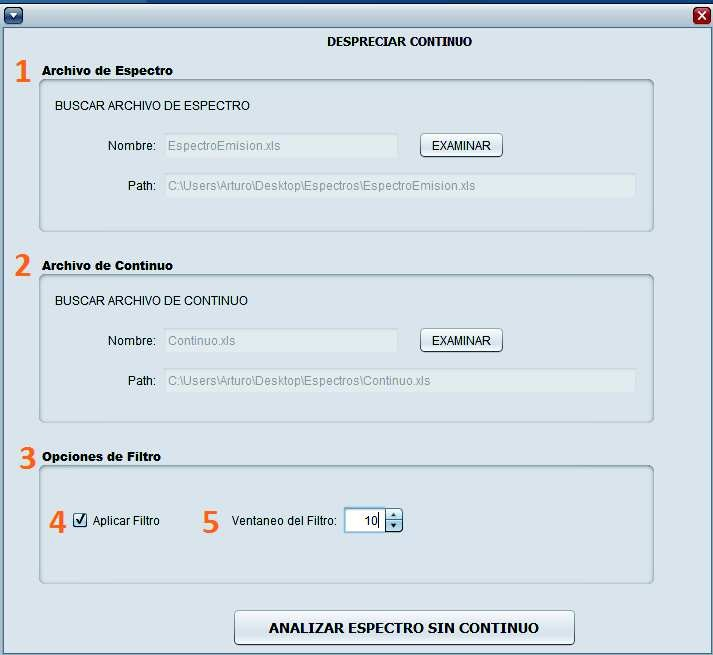 DESPRECIAR CONTINUO
1 Archivo de Espectro
BUSCAR ARCHIVO DE ESPECTRO
Nombre: EspectroEmision.xls EXAMINAR
Path: C:\Users\Arturo\Desktop\Espectros\EspectroEmision.xls
2 Archivo de Continuo
BUSCAR ARCHIVO DE CONTINUO
Nombre: Continuo.xls EXAMINAR
Path: C:\Users\Arturo\Desktop\Espectros\Continuo.xls
3 Opciones de Filtro
4 Aplicar Filtro 5 Ventaneo del Filtro: 10
ANALIZAR ESPECTRO SIN CONTINUO